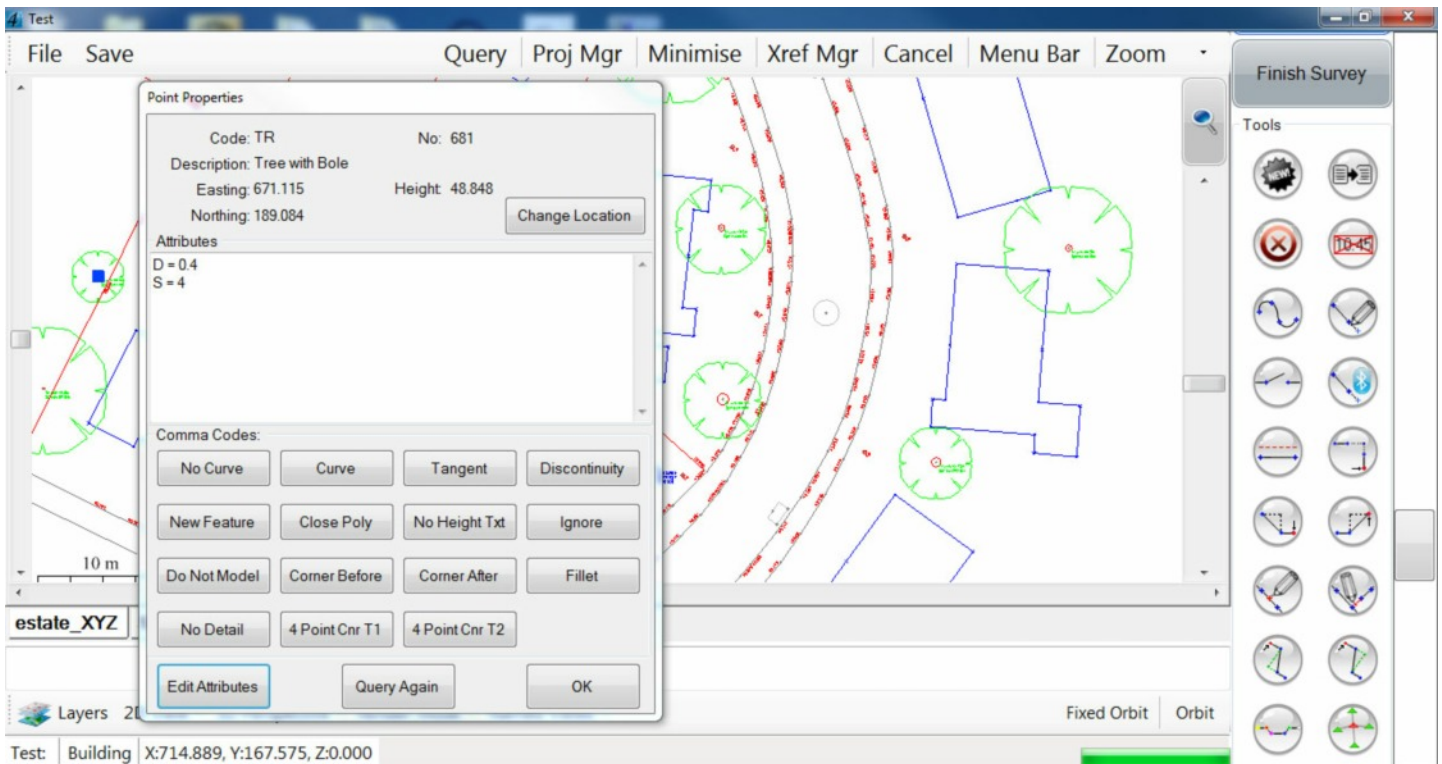 Test
File Save Query Proj Mgr Minimise Xref Mgr Cancel Menu Bar Zoom
Finish Survey
Tools
NEW!
10:45
Point Properties
Code: TR No: 681
Description: Tree with Bole
Easting: 671.115 Height: 48.848
Northing: 189.084
Change Location
Attributes
D = 0.4
S = 4
Comma Codes:
No Curve Curve Tangent Discontinuity
New Feature Close Poly No Height Txt Ignore
Do Not Model Corner Before Corner After Fillet
No Detail 4 Point Cnr T1 4 Point Cnr T2
Edit Attributes Query Again OK
10 m
estate_XYZ
Layers Fixed Orbit Orbit
Test: Building X:714.889, Y:167.575, Z:0.000